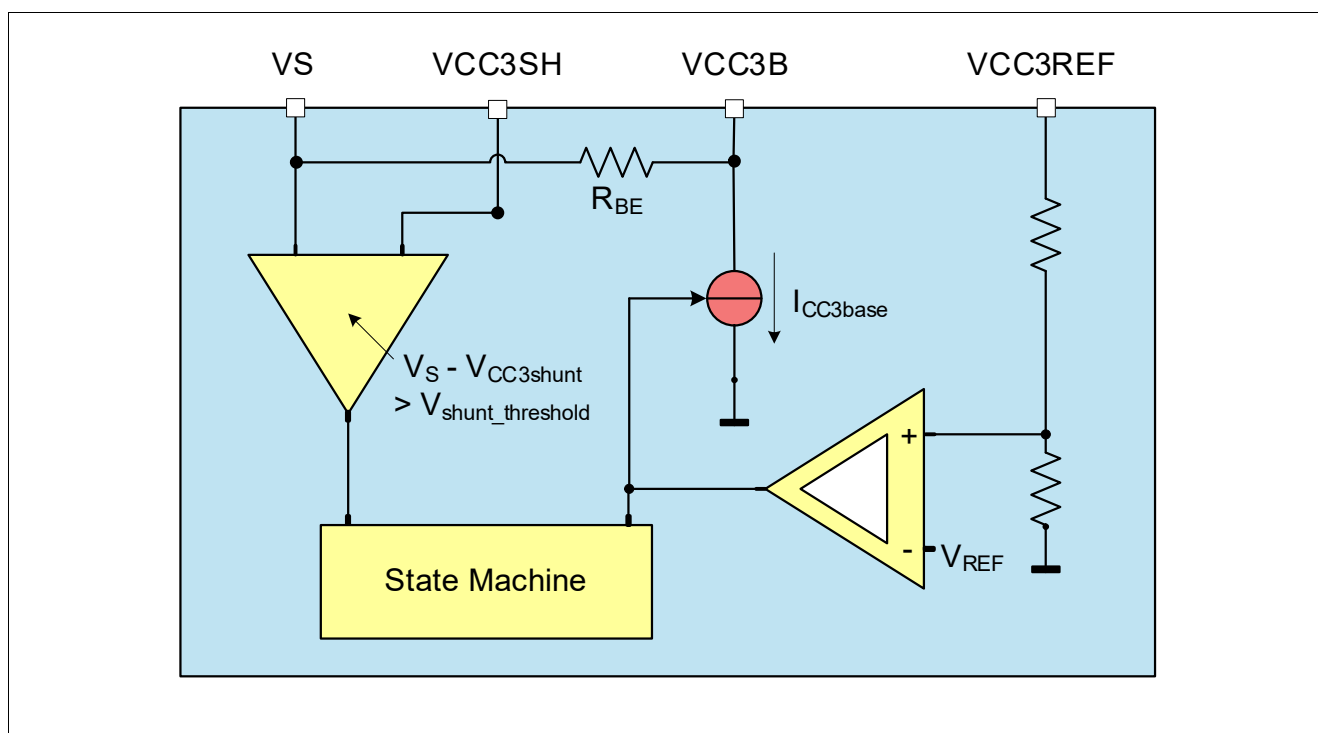 VS VCC3SH VCC3B VCC3REF
RBE
ICC3base
VS - VCC3shunt
> Vshunt_threshold
+
- VREF
State Machine